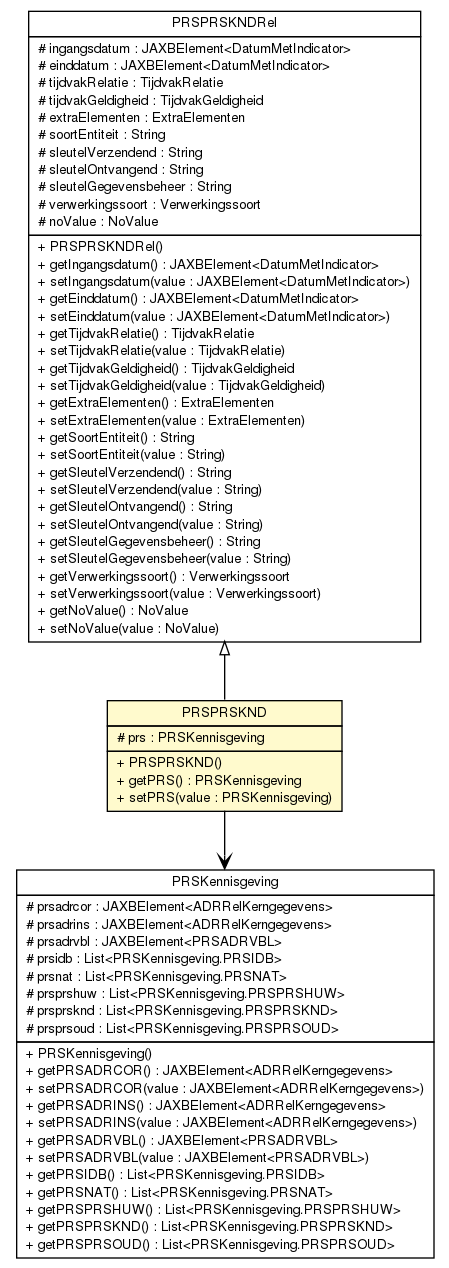 PRSPRSKNDRel
# ingangsdatum : JAXBElement<DatumMetIndicator>
# einddatum : JAXBElement<DatumMetIndicator>
# tijdvakRelatie : TijdvakRelatie
# tijdvakGeldigheid : TijdvakGeldigheid
# extraElementen : ExtraElementen
# soortEntiteit : String
# sleutelVerzendend : String
# sleutelOntvangend : String
# sleutelGegevensbeheer : String
# verwerkingssoort : Verwerkingssoort
# noValue : NoValue
+ PRSPRSKNDRel()
+ getIngangsdatum() : JAXBElement<DatumMetIndicator>
+ setIngangsdatum(value : JAXBElement<DatumMetIndicator>)
+ getEinddatum() : JAXBElement<DatumMetIndicator>
+ setEinddatum(value : JAXBElement<DatumMetIndicator>)
+ getTijdvakRelatie() : TijdvakRelatie
+ setTijdvakRelatie(value : TijdvakRelatie)
+ getTijdvakGeldigheid() : TijdvakGeldigheid
+ setTijdvakGeldigheid(value : TijdvakGeldigheid)
+ getExtraElementen() : ExtraElementen
+ setExtraElementen(value : ExtraElementen)
+ getSoortEntiteit() : String
+ setSoortEntiteit(value : String)
+ getSleutelVerzendend() : String
+ setSleutelVerzendend(value : String)
+ getSleutelOntvangend() : String
+ setSleutelOntvangend(value : String)
+ getSleutelGegevensbeheer() : String
+ setSleutelGegevensbeheer(value : String)
+ getVerwerkingssoort() : Verwerkingssoort
+ setVerwerkingssoort(value : Verwerkingssoort)
+ getNoValue() : NoValue
+ setNoValue(value : NoValue)
PRSPRSKND
# prs : PRSKennisgeving
+ PRSPRSKND()
+ getPRS() : PRSKennisgeving
+ setPRS(value : PRSKennisgeving)
PRSKennisgeving
# prsadrcor : JAXBElement<ADRRelKerngegevens>
# prsadrins : JAXBElement<ADRRelKerngegevens>
# prsadrvbl : JAXBElement<PRSADRVBL>
# prsidb : List<PRSKennisgeving.PRSIDB>
# prsnat : List<PRSKennisgeving.PRSNAT>
# prsprshuw : List<PRSKennisgeving.PRSPRSHUW>
# prsprsknd : List<PRSKennisgeving.PRSPRSKND>
# prsprsoud : List<PRSKennisgeving.PRSPRSOUD>
+ PRSKennisgeving()
+ getPRSADRCOR() : JAXBElement<ADRRelKerngegevens>
+ setPRSADRCOR(value : JAXBElement<ADRRelKerngegevens>)
+ getPRSADRINS() : JAXBElement<ADRRelKerngegevens>
+ setPRSADRINS(value : JAXBElement<ADRRelKerngegevens>)
+ getPRSADRVBL() : JAXBElement<PRSADRVBL>
+ setPRSADRVBL(value : JAXBElement<PRSADRVBL>)
+ getPRSIDB() : List<PRSKennisgeving.PRSIDB>
+ getPRSNAT() : List<PRSKennisgeving.PRSNAT>
+ getPRSPRSHUW() : List<PRSKennisgeving.PRSPRSHUW>
+ getPRSPRSKND() : List<PRSKennisgeving.PRSPRSKND>
+ getPRSPRSOUD() : List<PRSKennisgeving.PRSPRSOUD>